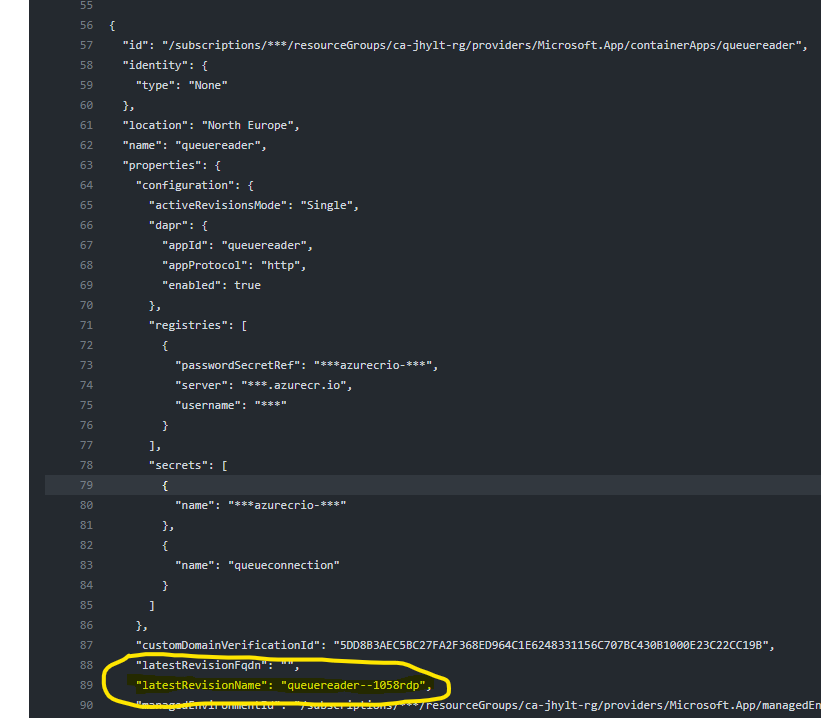 55
56 {
57 "id": "/subscriptions/***/resourceGroups/ca-jhylt-rg/providers/Microsoft.App/containerApps/queuereader",
58 "identity": {
59 "type": "None"
60 },
61 "location": "North Europe",
62 "name": "queuereader",
63 "properties": {
64 "configuration": {
65 "activeRevisionsMode": "Single",
66 "dapr": {
67 "appId": "queuereader",
68 "appProtocol": "http",
69 "enabled": true
70 },
71 "registries": [
72 {
73 "passwordSecretRef": "***azurecrio-***",
74 "server": "***.azurecr.io",
75 "username": "***"
76 }
77 ],
78 "secrets": [
79 {
80 "name": "***azurecrio-***"
81 },
82 {
83 "name": "queueconnection"
84 }
85 ]
86 },
87 "customDomainVerificationId": "5DD8B3AEC5BC27FA2F368ED964C1E6248331156C707BC430B1000E23C22CC19B",
88 "latestRevisionFqdn": "",
89 "latestRevisionName": "queuereader--1058rdp",
90 "managedEnvironmentId": "/subscriptions/***/resourceGroups/ca-jhylt-rg/providers/Microsoft.App/managedEn